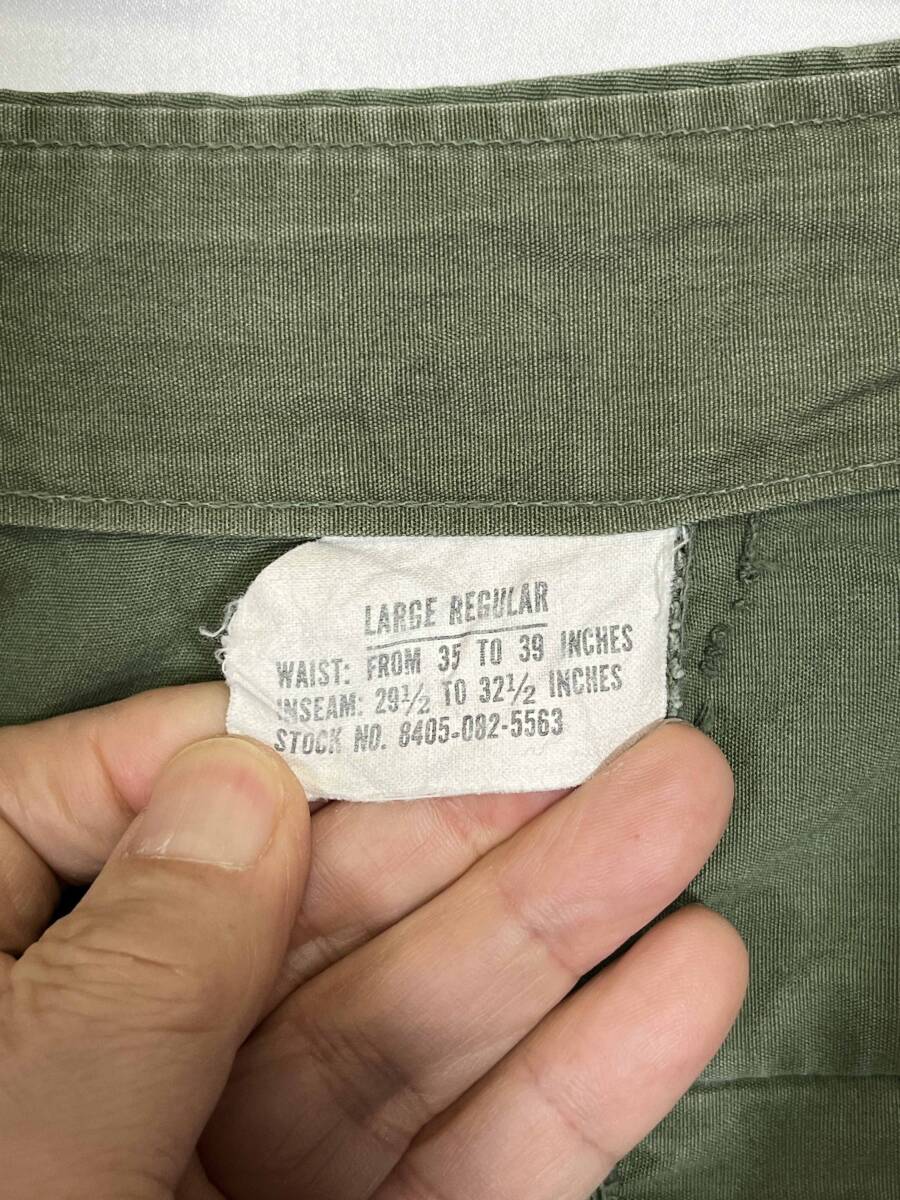 LARGE REGULAR
WAIST: FROM 35 TO 39 INCHES
INSEAM: 29½ TO 32½ INCHES
STOCK NO. 8405-082-5563